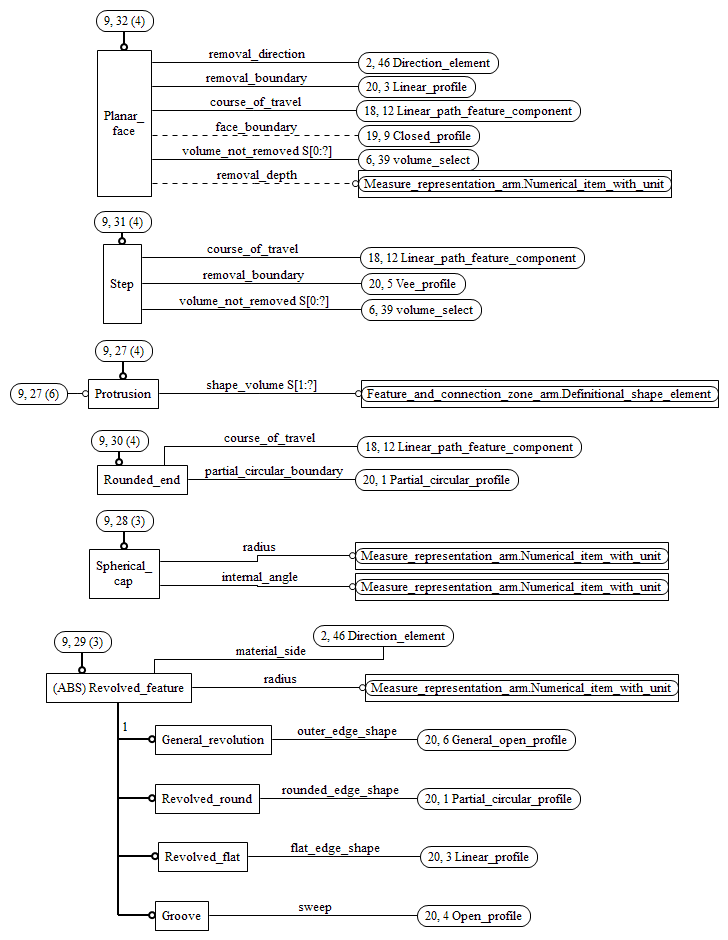 9, 32 (4)
removal_direction
2, 46 Direction_element
removal_boundary
20, 3 Linear_profile
course_of_travel
18, 12 Linear_path_feature_component
Planar_
face
face_boundary
19, 9 Closed_profile
volume_not_removed S[0:?]
6, 39 volume_select
removal_depth
Measure_representation_arm.Numerical_item_with_unit
9, 31 (4)
course_of_travel
18, 12 Linear_path_feature_component
Step
removal_boundary
20, 5 Vee_profile
volume_not_removed S[0:?]
6, 39 volume_select
9, 27 (4)
9, 27 (6)
Protrusion
shape_volume S[1:?]
Feature_and_connection_zone_arm.Definitional_shape_element
9, 30 (4)
course_of_travel
18, 12 Linear_path_feature_component
Rounded_end
partial_circular_boundary
20, 1 Partial_circular_profile
9, 28 (3)
radius
Measure_representation_arm.Numerical_item_with_unit
Spherical_
cap
internal_angle
Measure_representation_arm.Numerical_item_with_unit
9, 29 (3)
2, 46 Direction_element
material_side
(ABS) Revolved_feature
radius
Measure_representation_arm.Numerical_item_with_unit
1
General_revolution
outer_edge_shape
20, 6 General_open_profile
Revolved_round
rounded_edge_shape
20, 1 Partial_circular_profile
Revolved_flat
flat_edge_shape
20, 3 Linear_profile
Groove
sweep
20, 4 Open_profile